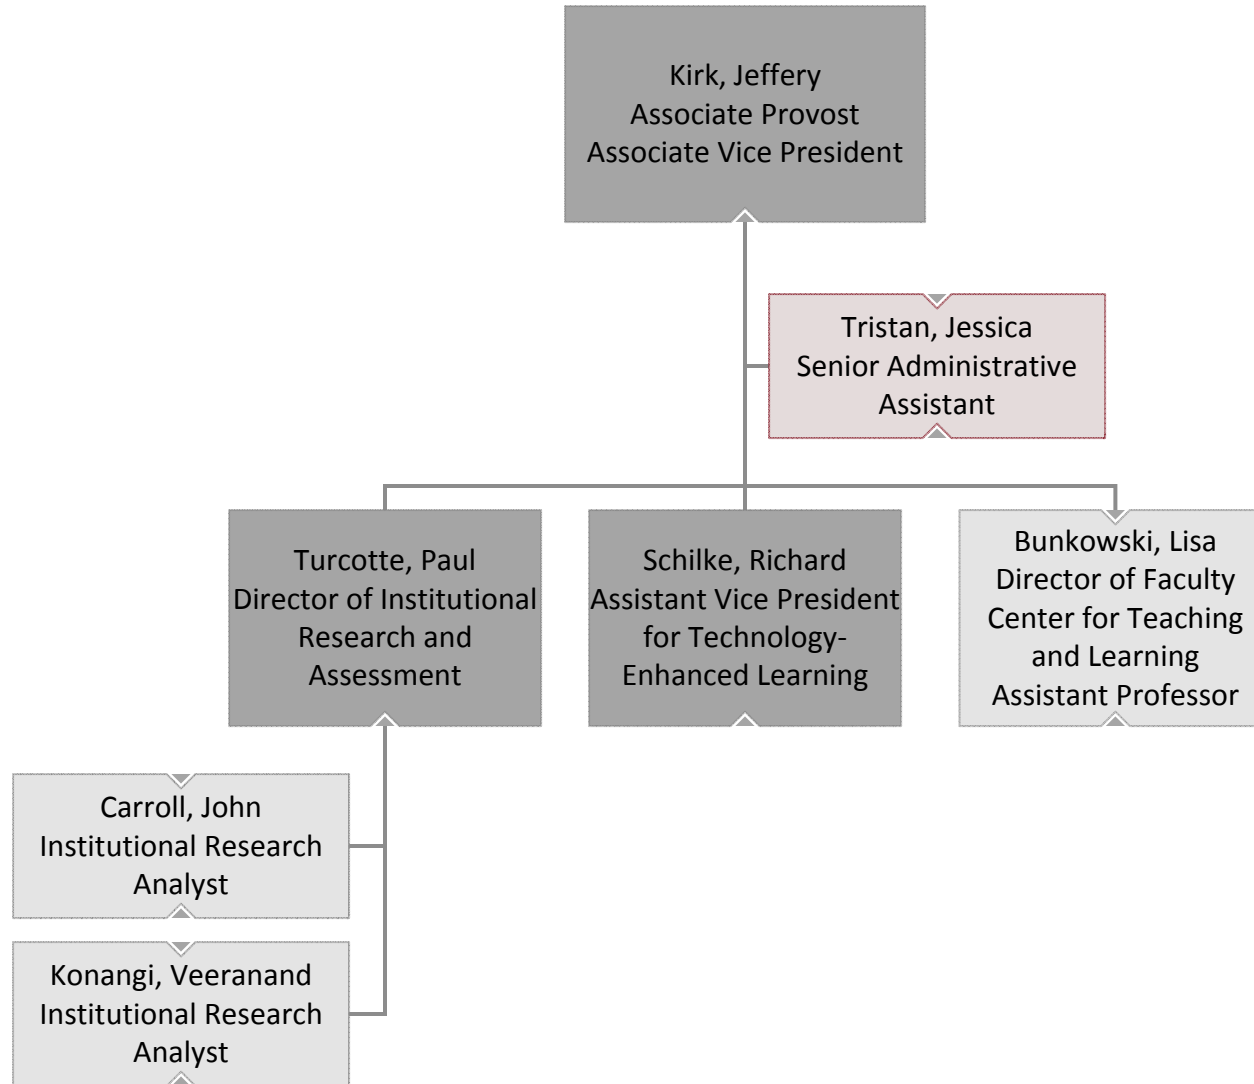 Kirk, Jeffery
Associate Provost
Associate Vice President
Tristan, Jessica
Senior Administrative
Assistant
Turcotte, Paul
Director of Institutional
Research and
Assessment
Schilke, Richard
Assistant Vice President
for Technology-
Enhanced Learning
Bunkowski, Lisa
Director of Faculty
Center for Teaching
and Learning
Assistant Professor
Carroll, John
Institutional Research
Analyst
Konangi, Veeranand
Institutional Research
Analyst